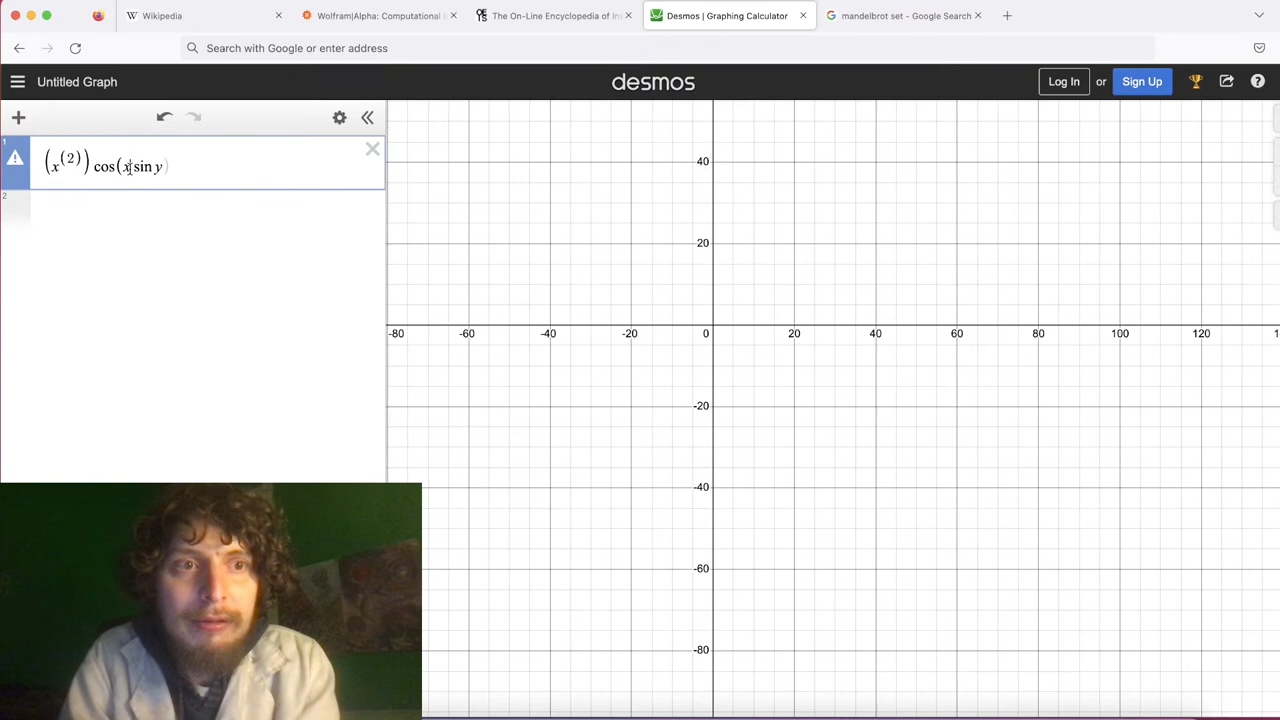 Wikipedia
Wolfram|Alpha: Computational
The On-Line Encyclopedia of
Desmos | Graphing Calculator
mandelbrot set - Google Search
Search with Google or enter address
Untitled Graph
desmos
Log In or Sign Up
1
(x^(2)) cos(x sin y)
2
40
20
-80 -60 -40 -20 0 20 40 60 80 100 120
-20
-40
-60
-80